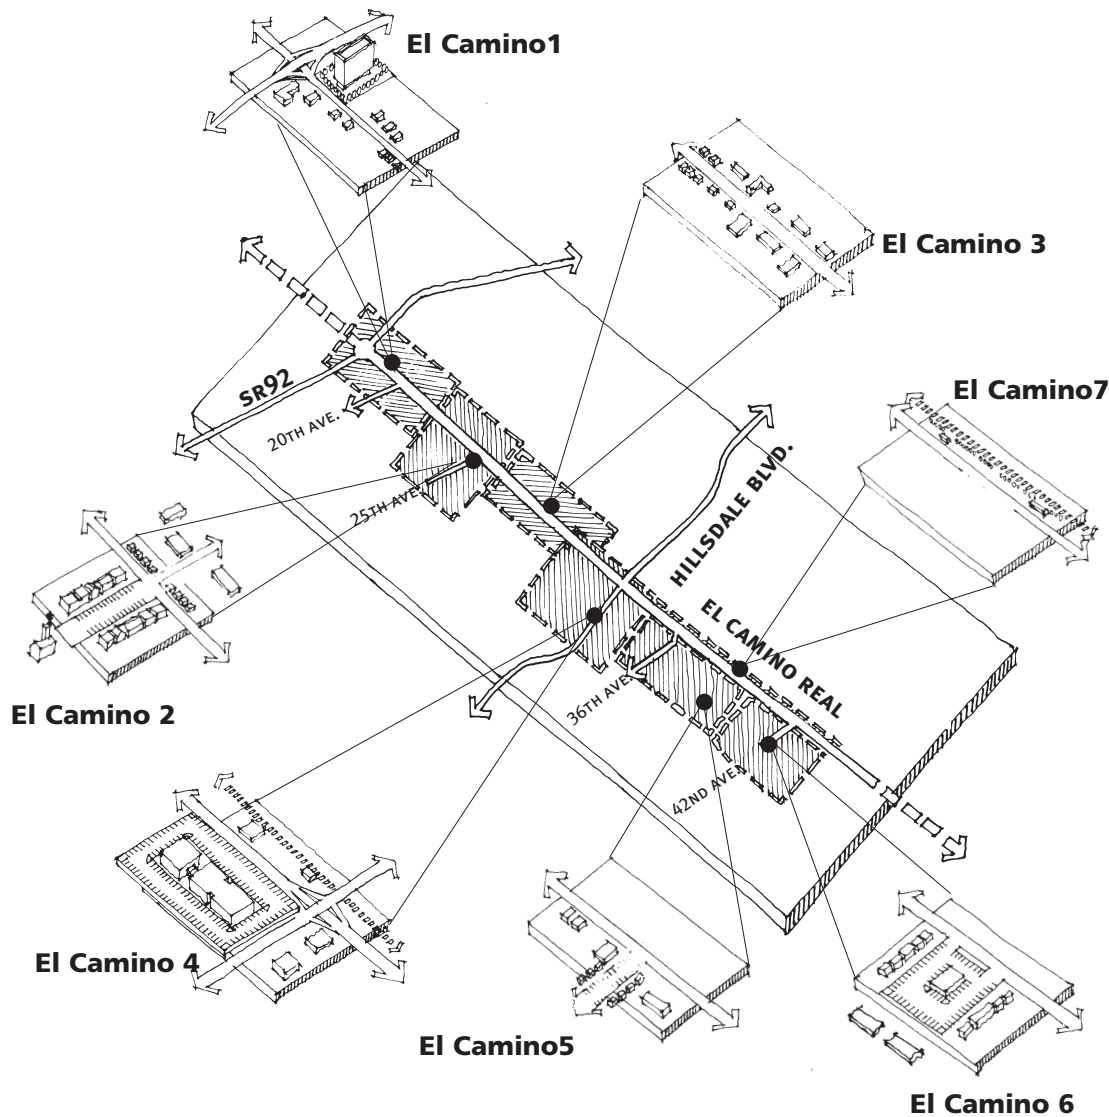 El Camino1
El Camino 3
SR92
El Camino7
20TH AVE.
HILLSDALE BLVD.
25TH AVE.
EL CAMINO REAL
36TH AVE.
El Camino 2
42ND AVE.
El Camino 4
El Camino5
El Camino 6